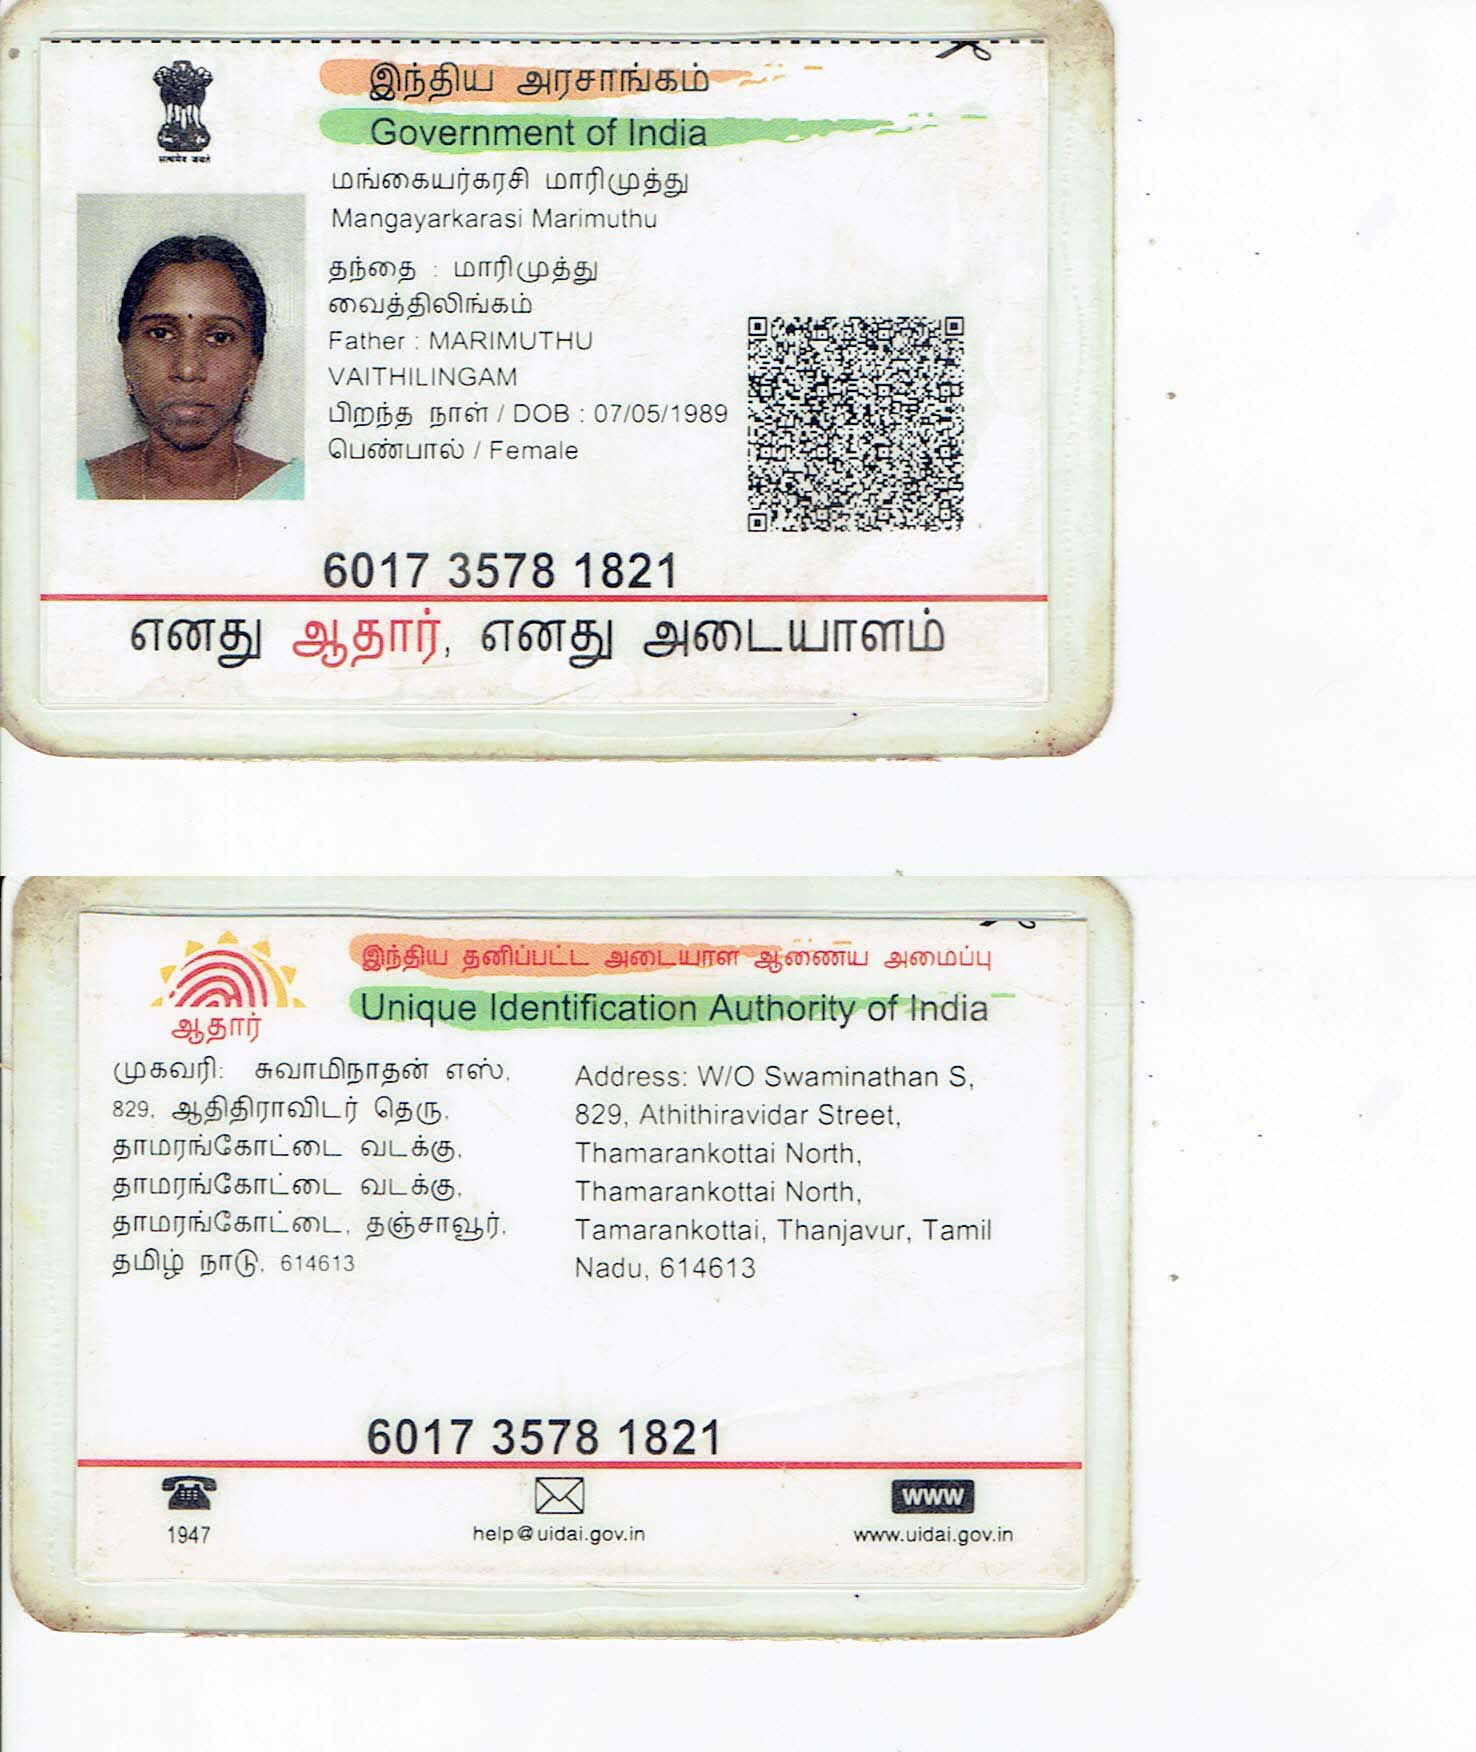 இந்திய அரசாங்கம்
Government of India
सत्यमेव जयते
மங்கையர்கரசி மாரிமுத்து
Mangayarkarasi Marimuthu
தந்தை : மாரிமுத்து
வைத்திலிங்கம்
Father : MARIMUTHU
VAITHILINGAM
பிறந்த நாள் / DOB : 07/05/1989
பெண்பால் / Female
6017 3578 1821
எனது ஆதார், எனது அடையாளம்
இந்திய தனிப்பட்ட அடையாள ஆணைய அமைப்பு
Unique Identification Authority of India
ஆதார்
முகவரி: சுவாமிநாதன் எஸ்,
829, ஆதிதிராவிடர் தெரு,
தாமரங்கோட்டை வடக்கு,
தாமரங்கோட்டை வடக்கு,
தாமரங்கோட்டை, தஞ்சாவூர்,
தமிழ் நாடு, 614613
Address: W/O Swaminathan S,
829, Athithiravidar Street,
Thamarankottai North,
Thamarankottai North,
Tamarankottai, Thanjavur, Tamil
Nadu, 614613
6017 3578 1821
1947
help@uidai.gov.in
www
www.uidai.gov.in